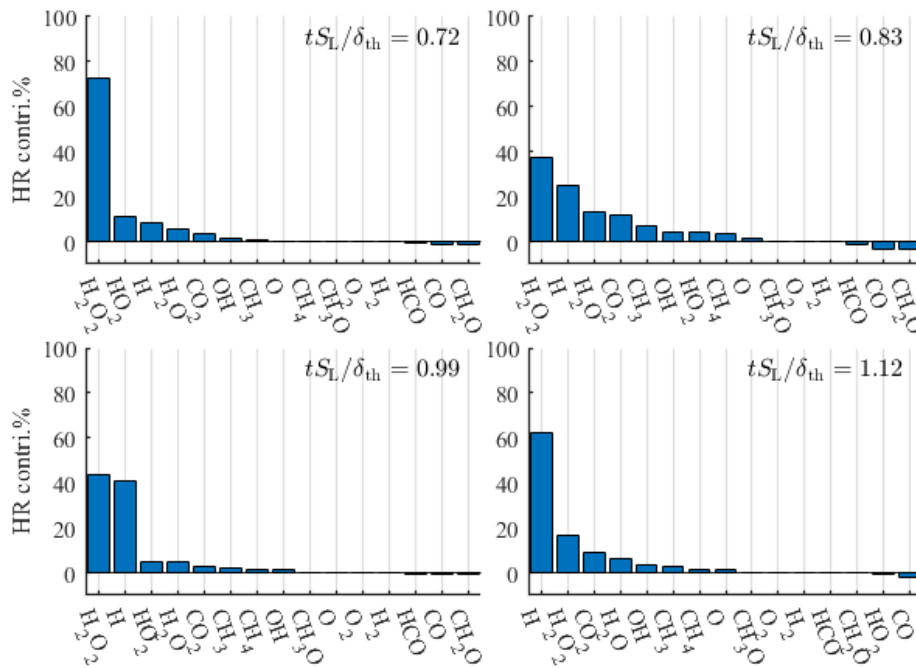 100
80
60
40
20
0
HR contri.%
tS_L/δ_th = 0.72
H₂O₂ HO₂ H H₂O CO₂ OH CH₃ O CH₄ CH₃O O₂ H₂ HCO CO CH₂O
100
80
60
40
20
0
tS_L/δ_th = 0.83
H₂O₂ H H₂O CO₂ CH₃ OH HO₂ CH₄ O CH₃O O₂ H₂ HCO CO CH₂O
100
80
60
40
20
0
HR contri.%
tS_L/δ_th = 0.99
H₂O₂ H HO₂ H₂O CO₂ CH₃ CH₄ OH CH₃O O O₂ H₂ HCO CO CH₂O
100
80
60
40
20
0
tS_L/δ_th = 1.12
H H₂O₂ CO₂ H₂O OH CH₃ CH₄ O CH₃O O₂ H₂ HCO CH₂O HO₂ CO